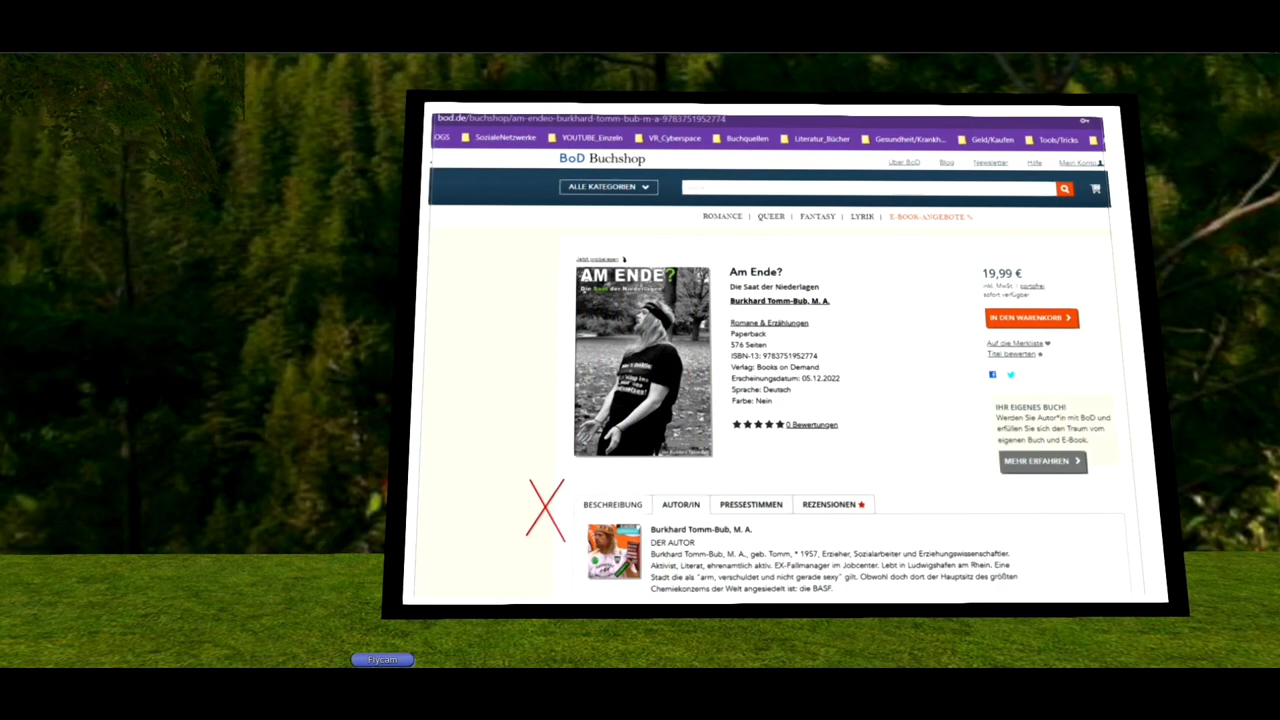 bod.de/buchshop/am-endeo-burkhard-tomm-bub-m-a-9783751952774
OGS SozialeNetzwerke YOUTUBE_Einzeln VR_Cyberspace Buchquellen Literatur_Bücher Gesundheit/Krankh... Geld/Kaufen Tools/Tricks
BoD Buchshop
Über BoD Blog Newsletter Hilfe Mein Konto
ALLE KATEGORIEN
ROMANCE | QUEER | FANTASY | LYRIK | E-BOOK-ANGEBOTE %
Jetzt probelesen
AM ENDE?
Die Saat der Niederlagen
Am Ende?
Die Saat der Niederlagen
Burkhard Tomm-Bub, M. A.
Romane & Erzählungen
Paperback
576 Seiten
ISBN-13: 9783751952774
Verlag: Books on Demand
Erscheinungsdatum: 05.12.2022
Sprache: Deutsch
Farbe: Nein
0 Bewertungen
19,99 €
inkl. MwSt. / portofrei
sofort verfügbar
IN DEN WARENKORB
Auf die Merkliste
Titel bewerten
IHR EIGENES BUCH!
Werden Sie Autor*in mit BoD und
erfüllen Sie sich den Traum vom
eigenen Buch und E-Book.
MEHR ERFAHREN
BESCHREIBUNG AUTOR/IN PRESSESTIMMEN REZENSIONEN
Burkhard Tomm-Bub, M. A.
DER AUTOR
Burkhard Tomm-Bub, M. A., geb. Tomm, * 1957, Erzieher, Sozialarbeiter und Erziehungswissenschaftler.
Aktivist, Literat, ehrenamtlich aktiv. EX-Fallmanager im Jobcenter. Lebt in Ludwigshafen am Rhein. Eine
Stadt die als "arm, verschuldet und nicht gerade sexy" gilt. Obwohl doch dort der Hauptsitz des größten
Chemiekonzerns der Welt angesiedelt ist: die BASF.
Flycam